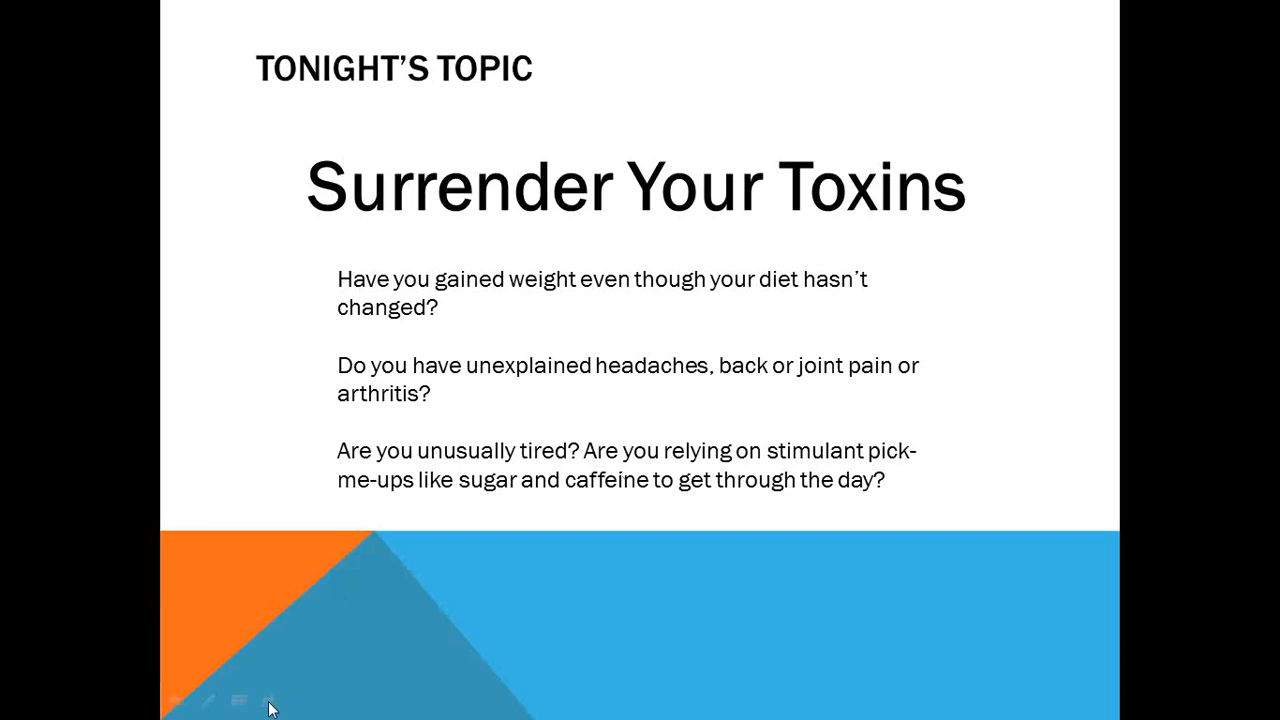 TONIGHT’S TOPIC
Surrender Your Toxins
Have you gained weight even though your diet hasn’t
changed?
Do you have unexplained headaches, back or joint pain or
arthritis?
Are you unusually tired? Are you relying on stimulant pick-
me-ups like sugar and caffeine to get through the day?